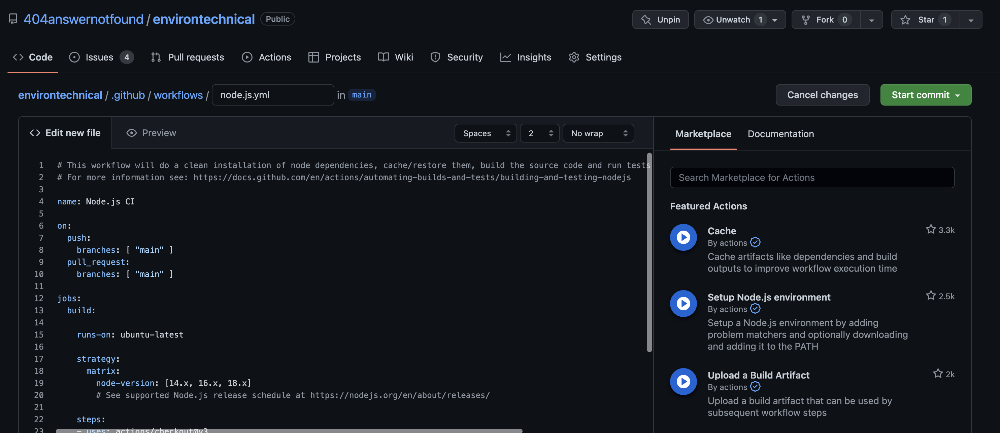 404answernotfound / environtechnical Public
Unpin
Unwatch 1
Fork 0
Star 1
Code
Issues 4
Pull requests
Actions
Projects
Wiki
Security
Insights
Settings
environtechnical / .github / workflows / node.js.yml in main
Cancel changes
Start commit
Edit new file
Preview
Spaces
2
No wrap
1 # This workflow will do a clean installation of node dependencies, cache/restore them, build the source code and run tests
2 # For more information see: https://docs.github.com/en/actions/automating-builds-and-tests/building-and-testing-nodejs
3
4 name: Node.js CI
5
6 on:
7 push:
8 branches: [ "main" ]
9 pull_request:
10 branches: [ "main" ]
11
12 jobs:
13 build:
14
15 runs-on: ubuntu-latest
16
17 strategy:
18 matrix:
19 node-version: [14.x, 16.x, 18.x]
20 # See supported Node.js release schedule at https://nodejs.org/en/about/releases/
21
22 steps:
23 - uses: actions/checkout@v3
Marketplace
Documentation
Search Marketplace for Actions
Featured Actions
Cache
3.3k
By actions
Cache artifacts like dependencies and build
outputs to improve workflow execution time
Setup Node.js environment
2.5k
By actions
Setup a Node.js environment by adding
problem matchers and optionally downloading
and adding it to the PATH
Upload a Build Artifact
2k
By actions
Upload a build artifact that can be used by
subsequent workflow steps